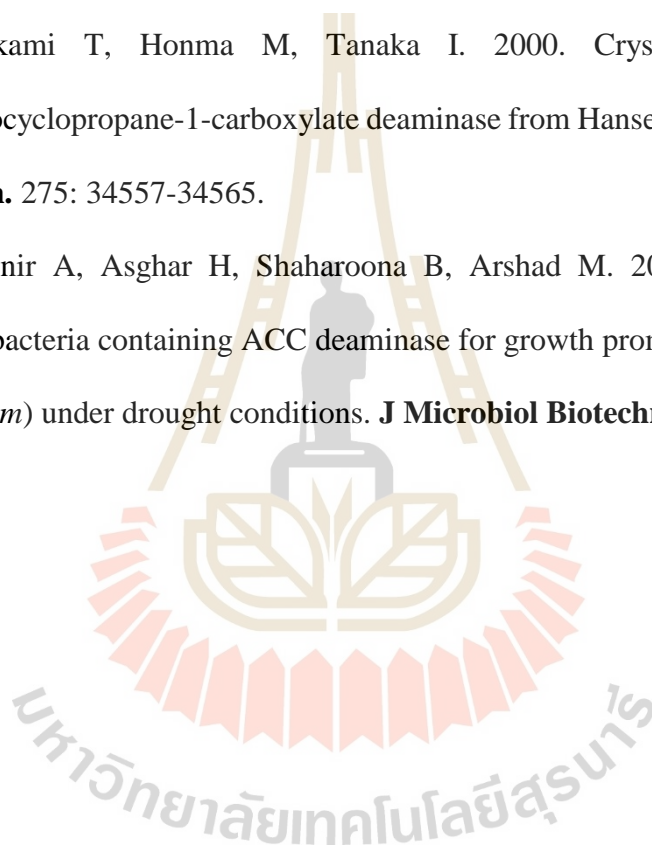 kami T, Honma M, Tanaka I. 2000. Crys
ocyclopropane-1-carboxylate deaminase from Hanse
n. 275: 34557-34565.
nir A, Asghar H, Shaharoona B, Arshad M. 20
bacteria containing ACC deaminase for growth pron
m) under drought conditions. J Microbiol Biotechn
มหาวิทยาลัยเทคโนโลยีสุรนารี